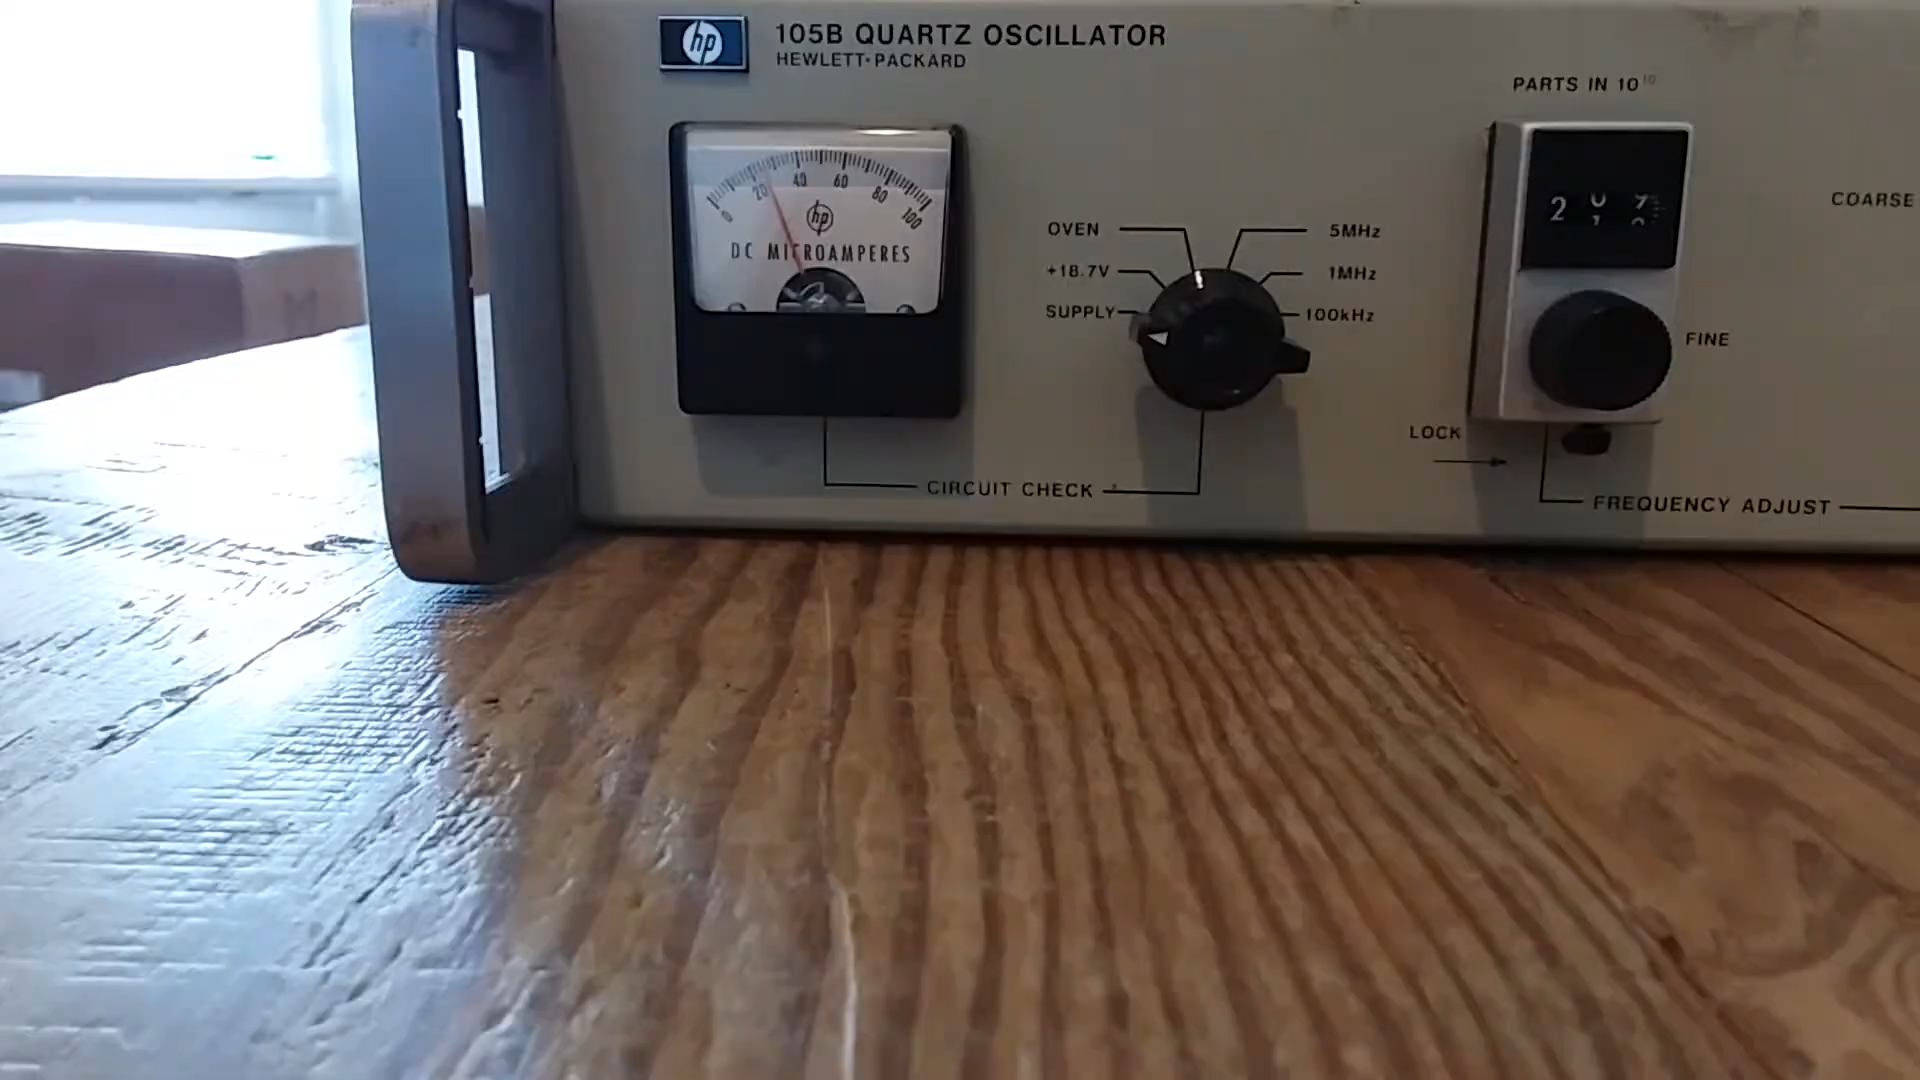 hp
105B QUARTZ OSCILLATOR
HEWLETT•PACKARD
PARTS IN 10¹⁰
0 20 40 60 80 100
hp
DC MICROAMPERES
OVEN
+18.7V
SUPPLY
5MHz
1MHz
100kHz
CIRCUIT CHECK
2
COARSE
FINE
LOCK
FREQUENCY ADJUST